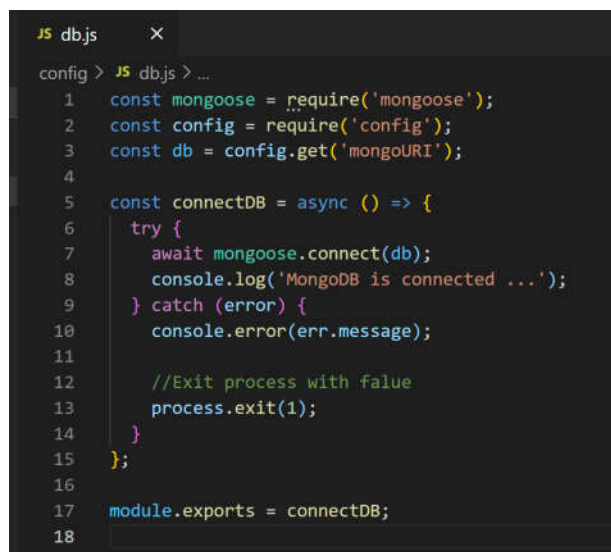 JS db.js ×
config > JS db.js > ...
1 const mongoose = require('mongoose');
2 const config = require('config');
3 const db = config.get('mongoURI');
4
5 const connectDB = async () => {
6 try {
7 await mongoose.connect(db);
8 console.log('MongoDB is connected ...');
9 } catch (error) {
10 console.error(err.message);
11
12 //Exit process with falue
13 process.exit(1);
14 }
15 };
16
17 module.exports = connectDB;
18